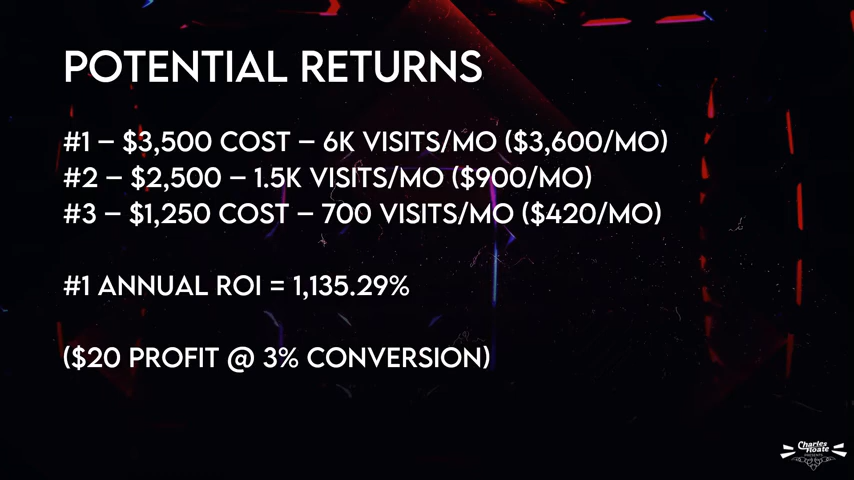 POTENTIAL RETURNS
#1 – $3,500 COST – 6K VISITS/MO ($3,600/MO)
#2 – $2,500 – 1.5K VISITS/MO ($900/MO)
#3 – $1,250 COST – 700 VISITS/MO ($420/MO)
#1 ANNUAL ROI = 1,135.29%
($20 PROFIT @ 3% CONVERSION)
Charles
Floate
PRESENTS